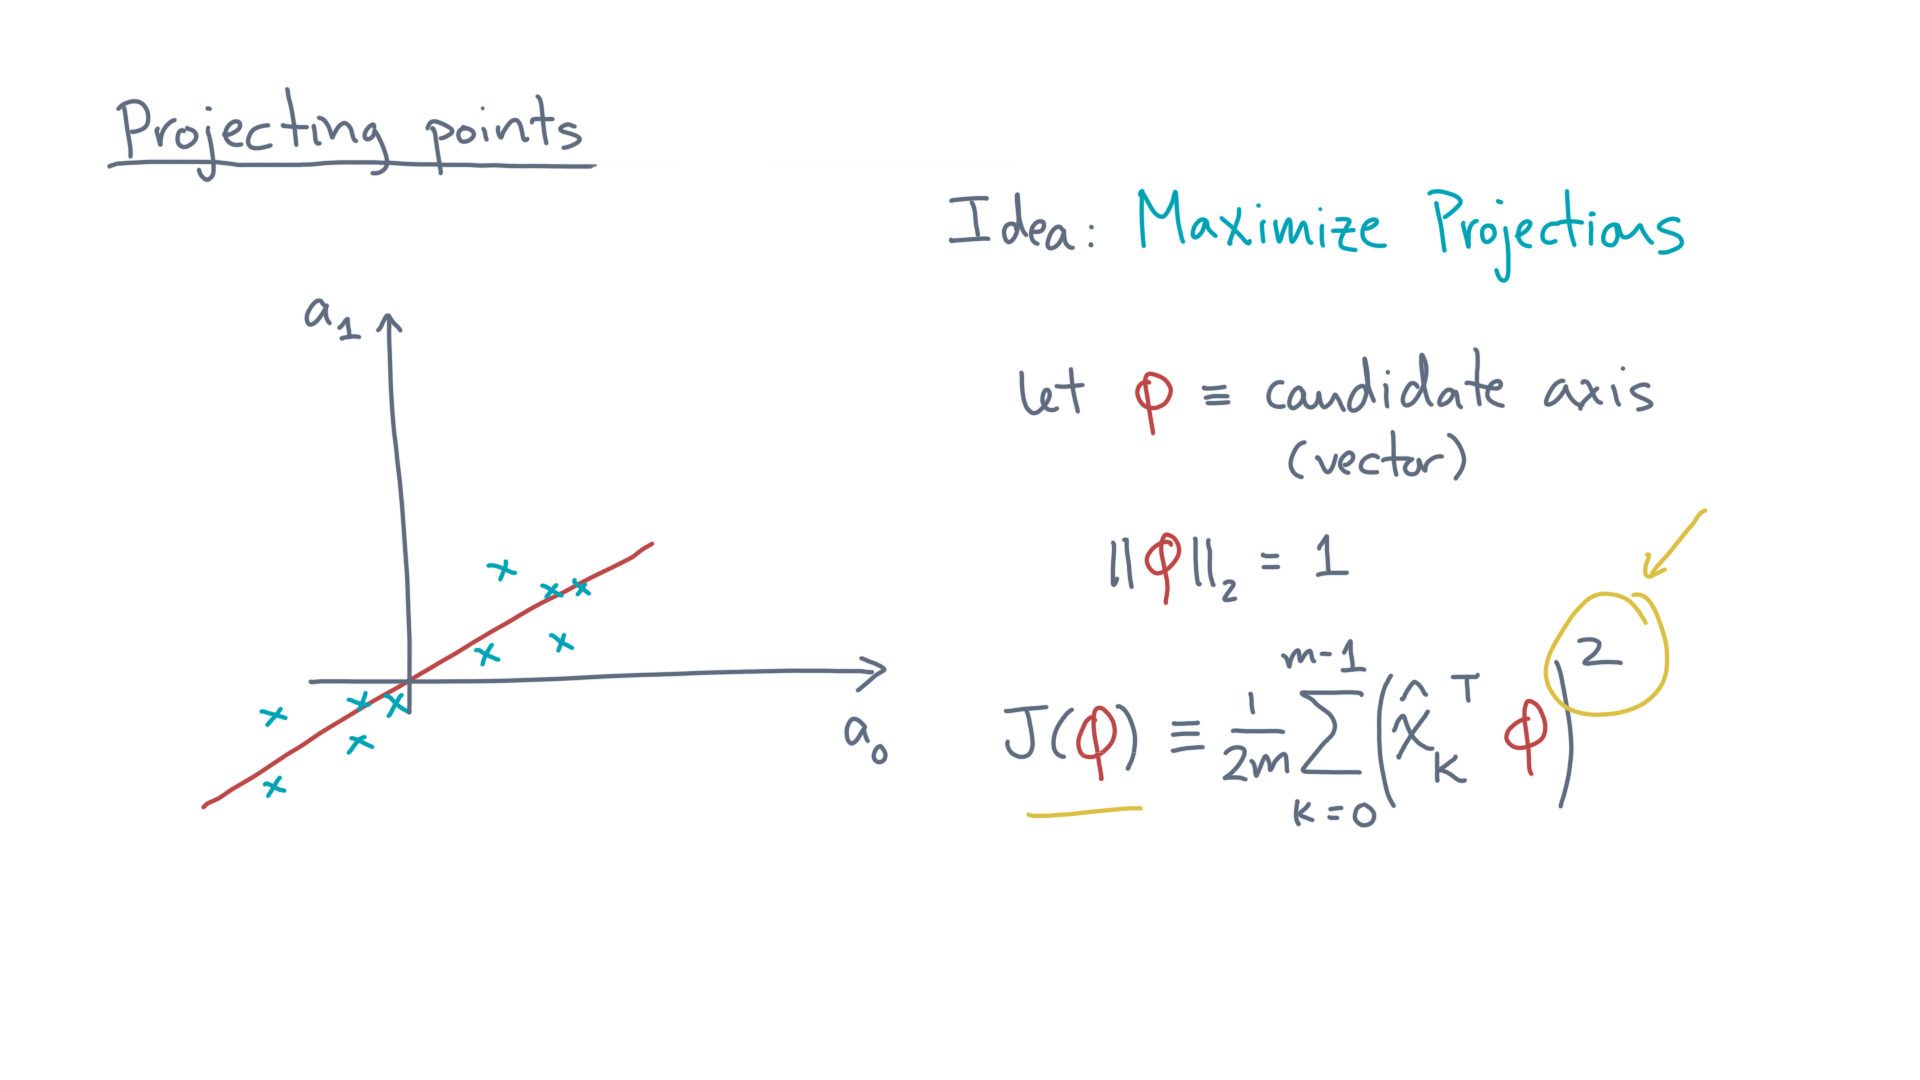 Projecting points
Idea: Maximize Projections
a₁
let φ ≡ candidate axis
(vector)
||φ||₂ = 1
a₀
J(φ) ≡ 1/2m ∑_{k=0}^{m-1} (x̂_k^T φ)²